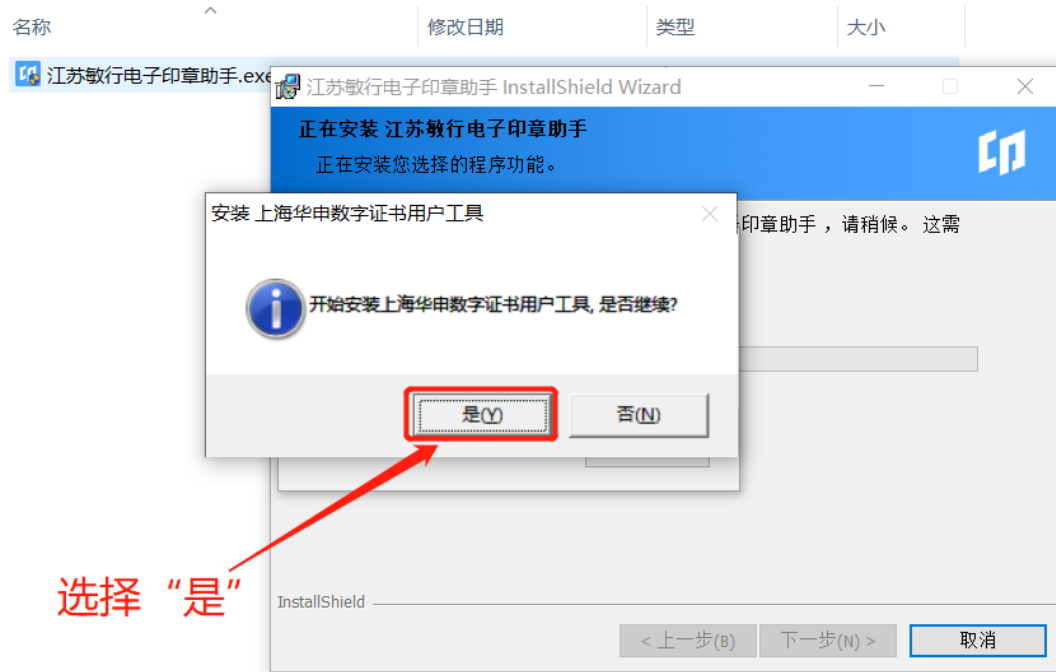 名称 修改日期 类型 大小
江苏敏行电子印章助手.exe
江苏敏行电子印章助手 InstallShield Wizard
正在安装 江苏敏行电子印章助手
正在安装您选择的程序功能。
印章助手，请稍候。 这需
安装 上海华申数字证书用户工具
开始安装上海华申数字证书用户工具, 是否继续?
是(Y) 否(N)
选择“是”
InstallShield
< 上一步(B) 下一步(N) > 取消